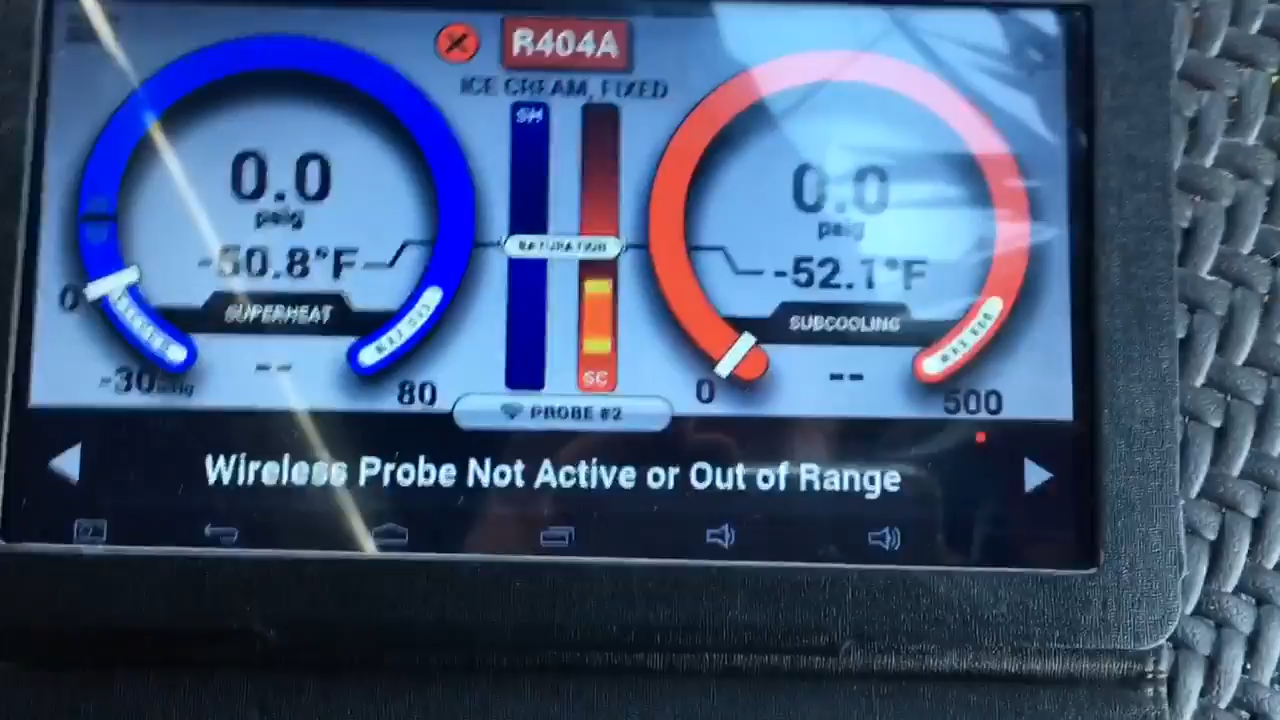 R404A
ICE CREAM, FIXED
SH
0.0
psig
-50.8°F
SATURATION
0.0
psig
-52.1°F
0
SUPERHEAT
SUBCOOLING
--
--
-30
80
SC
0
500
PROBE #2
Wireless Probe Not Active or Out of Range